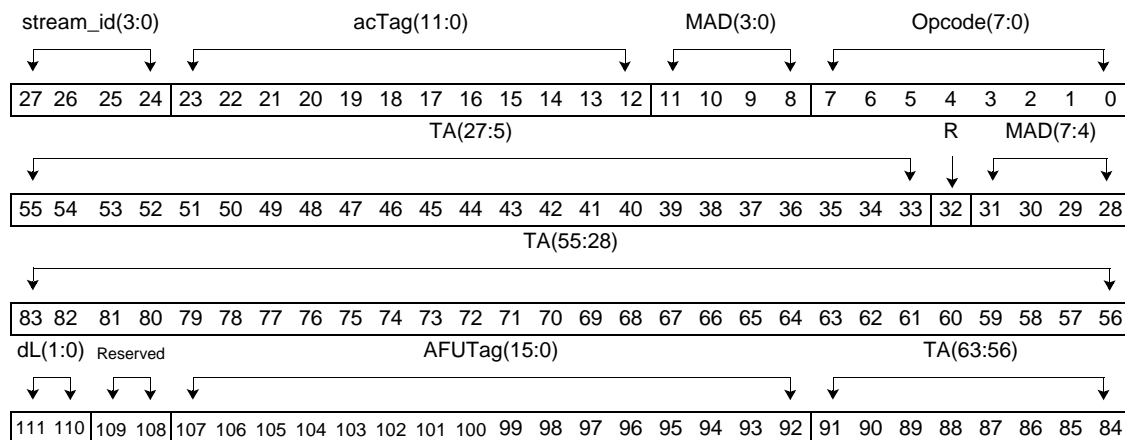 stream_id(3:0) acTag(11:0) MAD(3:0) Opcode(7:0)
27 26 25 24 23 22 21 20 19 18 17 16 15 14 13 12 11 10 9 8 7 6 5 4 3 2 1 0
TA(27:5) R MAD(7:4)
55 54 53 52 51 50 49 48 47 46 45 44 43 42 41 40 39 38 37 36 35 34 33 32 31 30 29 28
TA(55:28)
83 82 81 80 79 78 77 76 75 74 73 72 71 70 69 68 67 66 65 64 63 62 61 60 59 58 57 56
dL(1:0) Reserved AFUTag(15:0) TA(63:56)
111 110 109 108 107 106 105 104 103 102 101 100 99 98 97 96 95 94 93 92 91 90 89 88 87 86 85 84